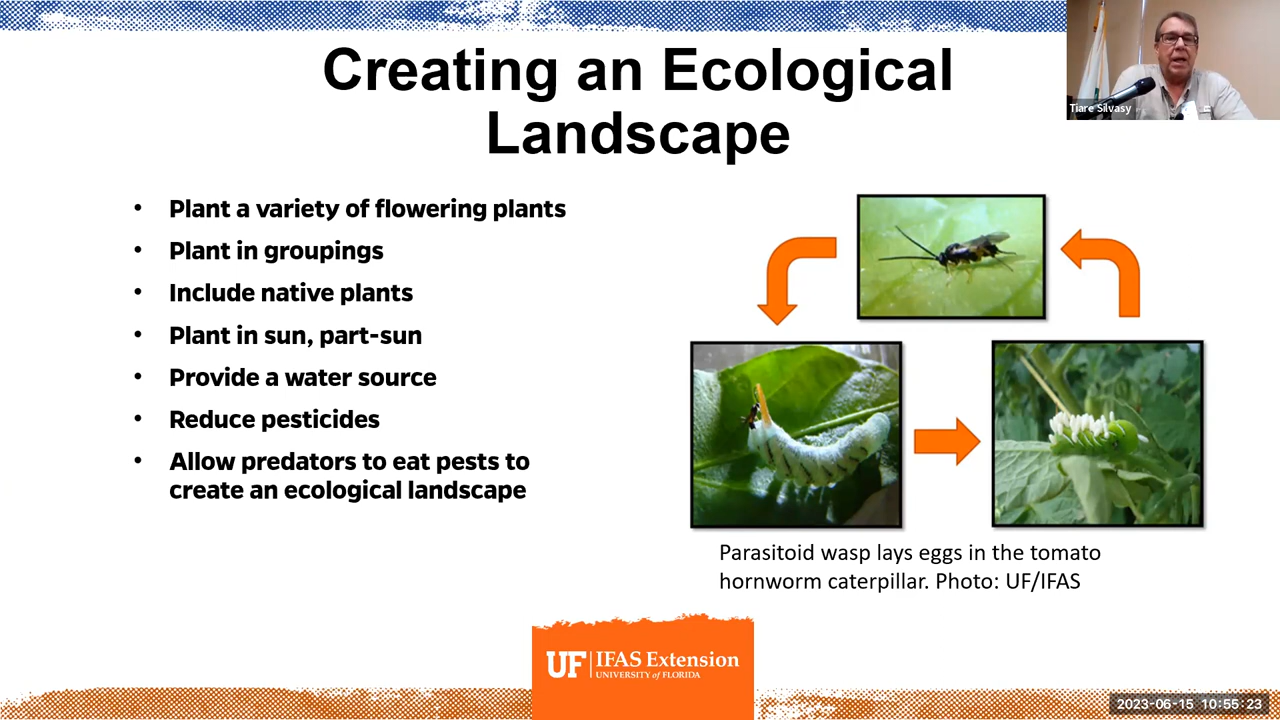 Creating an Ecological
Landscape
Tiare Silvasy
• Plant a variety of flowering plants
• Plant in groupings
• Include native plants
• Plant in sun, part-sun
• Provide a water source
• Reduce pesticides
• Allow predators to eat pests to
create an ecological landscape
Parasitoid wasp lays eggs in the tomato
hornworm caterpillar. Photo: UF/IFAS
UF IFAS Extension
UNIVERSITY of FLORIDA
2023-06-15 10:55:23